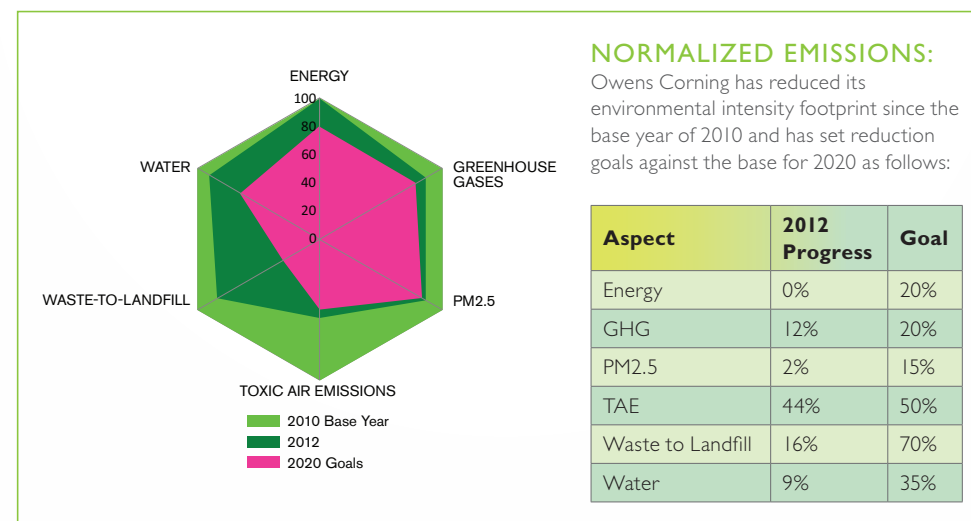 ENERGY
100
80
60
40
20
0
WATER
GREENHOUSE
GASES
WASTE-TO-LANDFILL
PM2.5
TOXIC AIR EMISSIONS
2010 Base Year
2012
2020 Goals
NORMALIZED EMISSIONS:
Owens Corning has reduced its
environmental intensity footprint since the
base year of 2010 and has set reduction
goals against the base for 2020 as follows:
Aspect 2012 Progress Goal
Energy 0% 20%
GHG 12% 20%
PM2.5 2% 15%
TAE 44% 50%
Waste to Landfill 16% 70%
Water 9% 35%